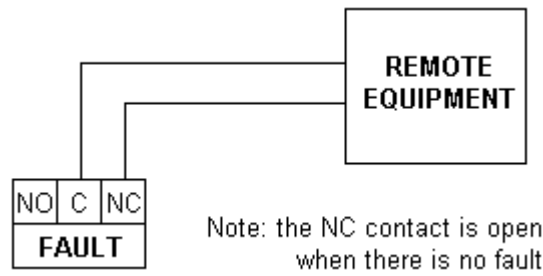 REMOTE
EQUIPMENT
NO C NC
FAULT
Note: the NC contact is open
when there is no fault